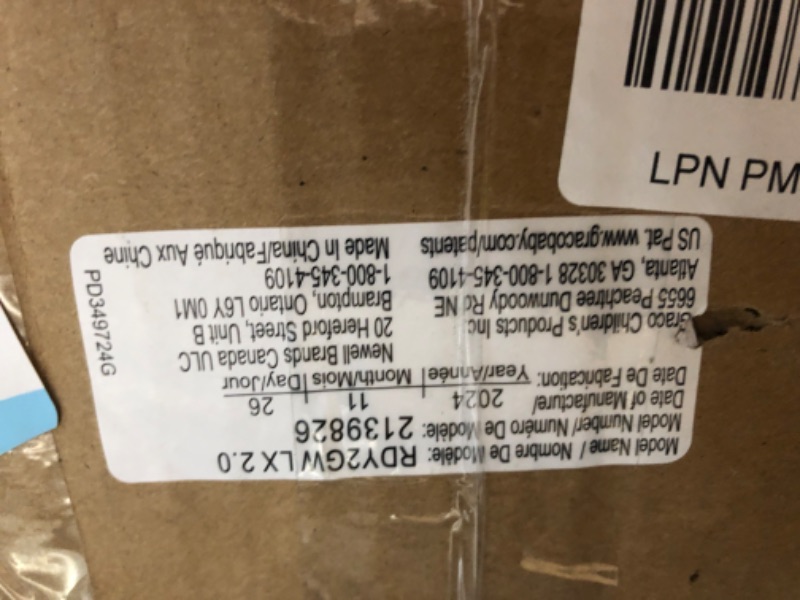 Model Name / Nombre De Modèle: RDY2GW LX 2.0
Model Number/ Numéro De Modèle: 2139826
Date of Manufacture/ 2024 11 26
Date De Fabrication: Year/Année Month/Mois Day/Jour
Graco Children's Products Inc.
6655 Peachtree Dunwoody Rd NE
Atlanta, GA 30328 1-800-345-4109
US Pat. www.gracobaby.com/patents
Newell Brands Canada ULC
20 Hereford Street, Unit B
Brampton, Ontario L6Y 0M1
1-800-345-4109
Made In China/Fabriqué Aux Chine
PD349724G
LPN PM